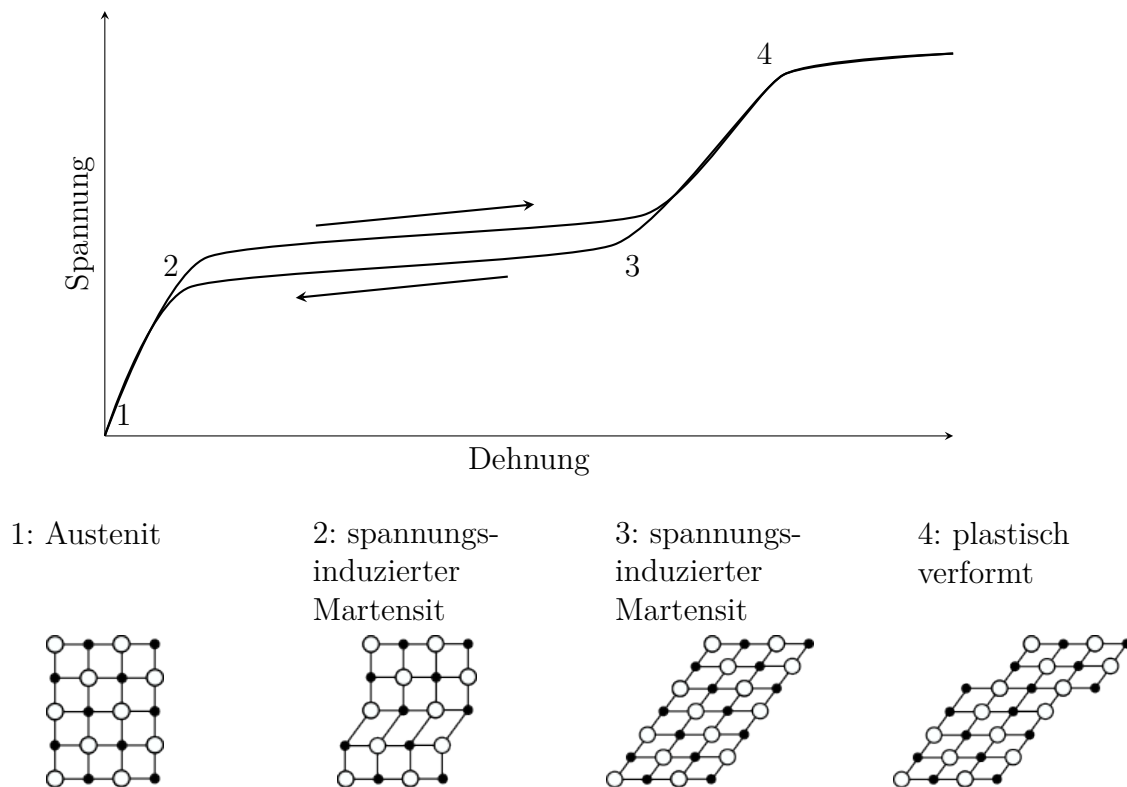 4
Spannung
2
3
1
Dehnung
1: Austenit
2: spannungs-
induzierter
Martensit
3: spannungs-
induzierter
Martensit
4: plastisch
verformt